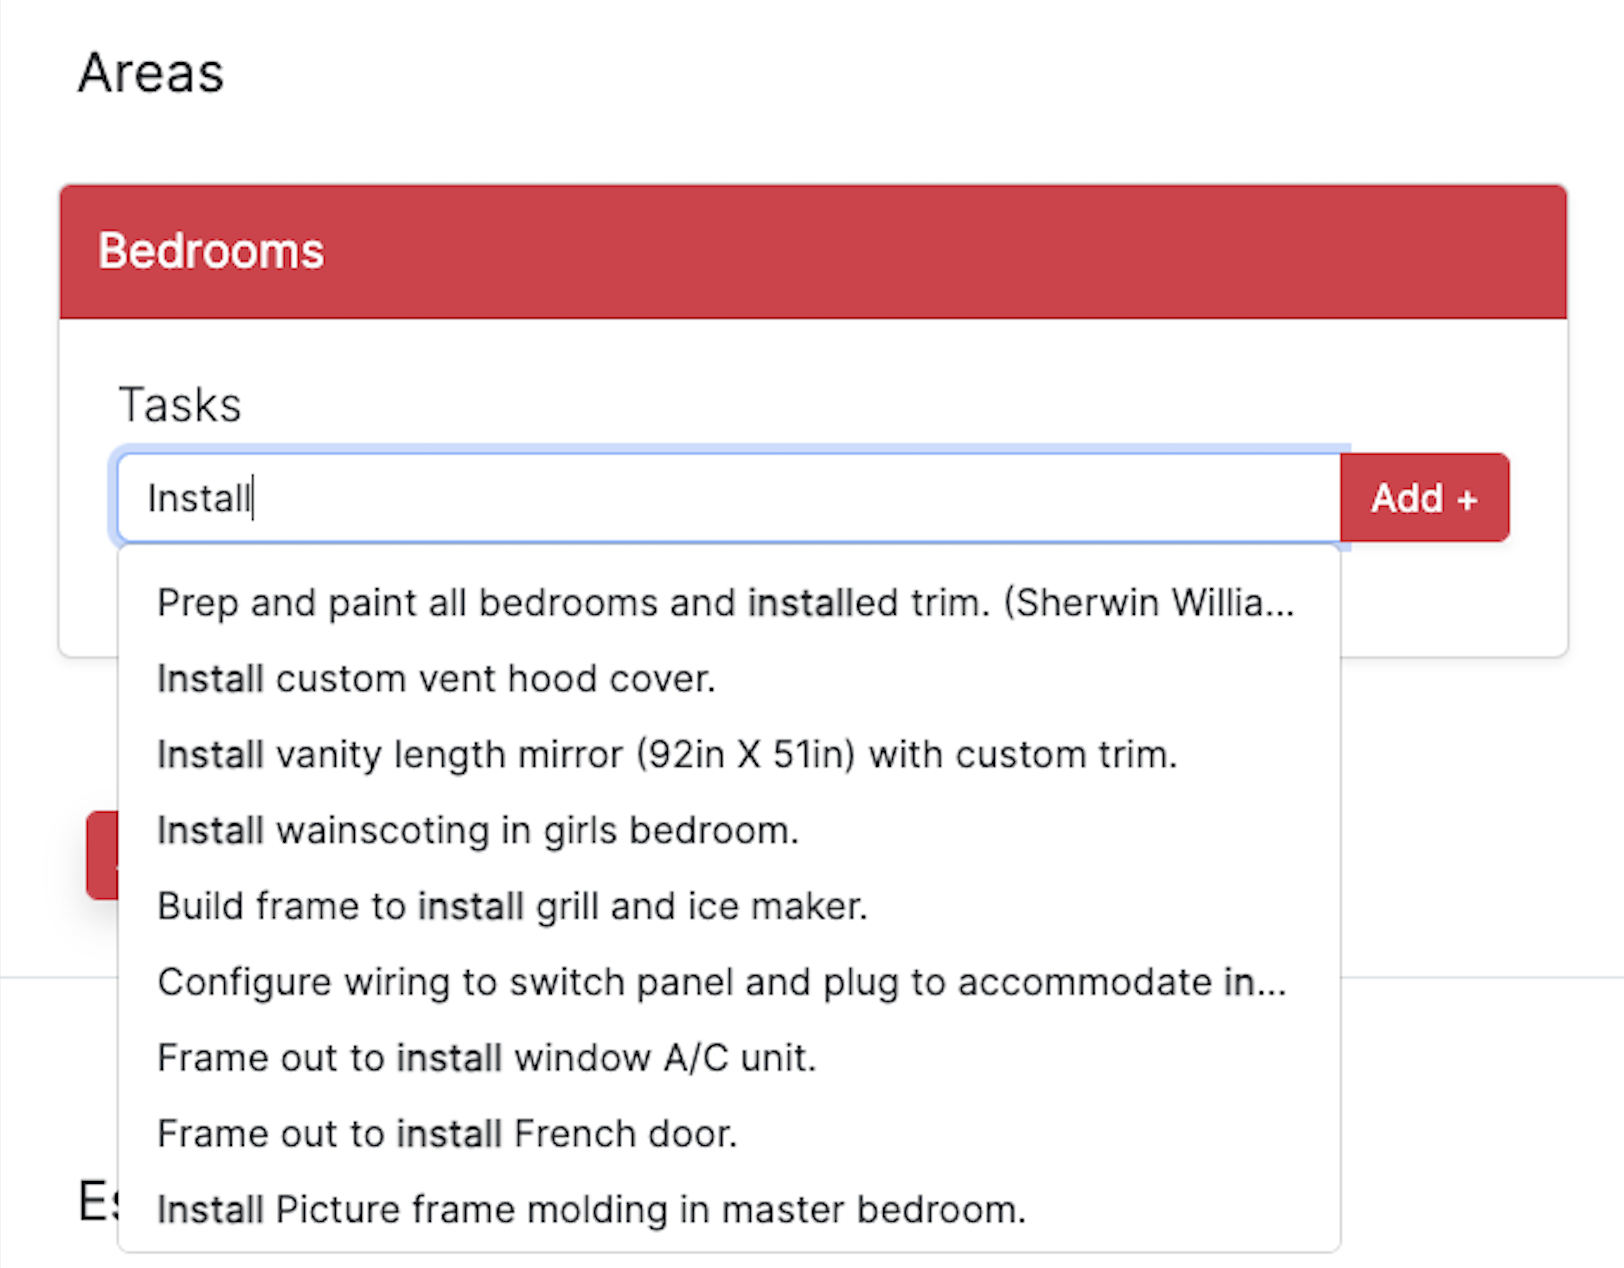 Areas
Bedrooms
Tasks
Install
Add +
Prep and paint all bedrooms and installed trim. (Sherwin Willia...
Install custom vent hood cover.
Install vanity length mirror (92in X 51in) with custom trim.
Install wainscoting in girls bedroom.
Build frame to install grill and ice maker.
Configure wiring to switch panel and plug to accommodate in...
Frame out to install window A/C unit.
Frame out to install French door.
Install Picture frame molding in master bedroom.